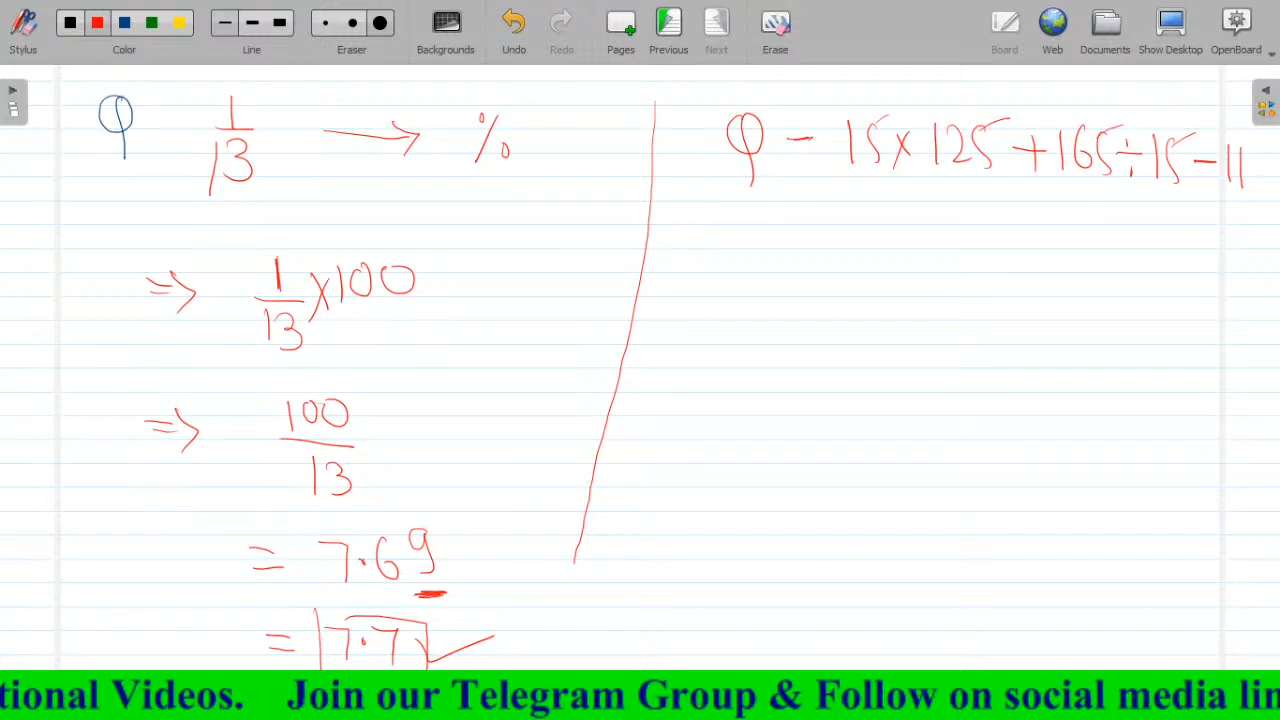 Stylus Color Line Eraser Backgrounds Undo Redo Pages Previous Next Erase Board Web Documents Show Desktop OpenBoard
Q 1/13 → %
⇒ 1/13 × 100
⇒ 100/13
= 7.69
= 7.7
Q - 15 × 125 + 165 ÷ 15 - 11
tional Videos. Join our Telegram Group & Follow on social media lin